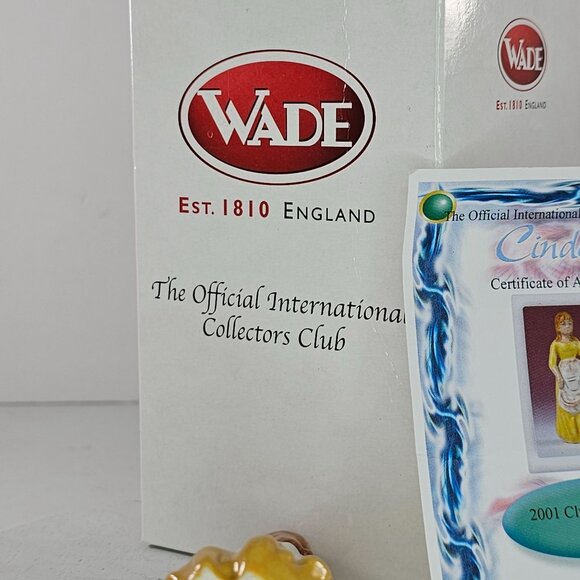 WADE
EST. 1810 ENGLAND
The Official International
Collectors Club
WADE
EST. 1810 ENGLAND
The Official International
Cinde
Certificate of A
2001 Cl